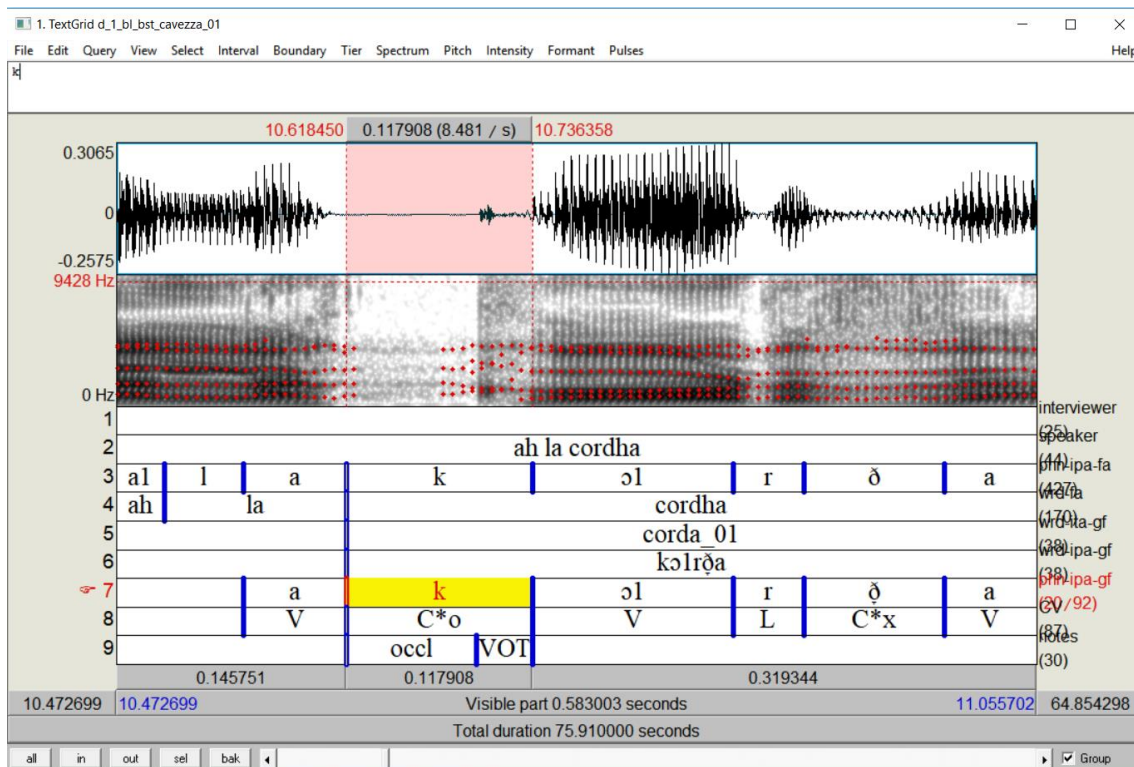 1. TextGrid d_1_bl_bst_cavezza_01
File Edit Query View Select Interval Boundary Tier Spectrum Pitch Intensity Formant Pulses Help
k
10.618450 0.117908 (8.481 / s) 10.736358
0.3065
0
-0.2575
9428 Hz
0 Hz
1 interviewer (25)
2 ah la cordha speaker (44)
3 a1 l a k ɔ1 r ð a phn-ipa-fa (427)
4 ah la cordha wrd-fa (170)
5 corda_01 wrd-ita-gf (38)
6 kɔ1rð̞a wrd-ipa-gf (38)
7 a k ɔ1 r ð̞ a phn-ipa-gf (20/92)
8 V C*o V L C*x V CV (87)
9 occl VOT notes (30)
0.145751 0.117908 0.319344
10.472699 10.472699 Visible part 0.583003 seconds 11.055702 64.854298
Total duration 75.910000 seconds
all in out sel bak Group